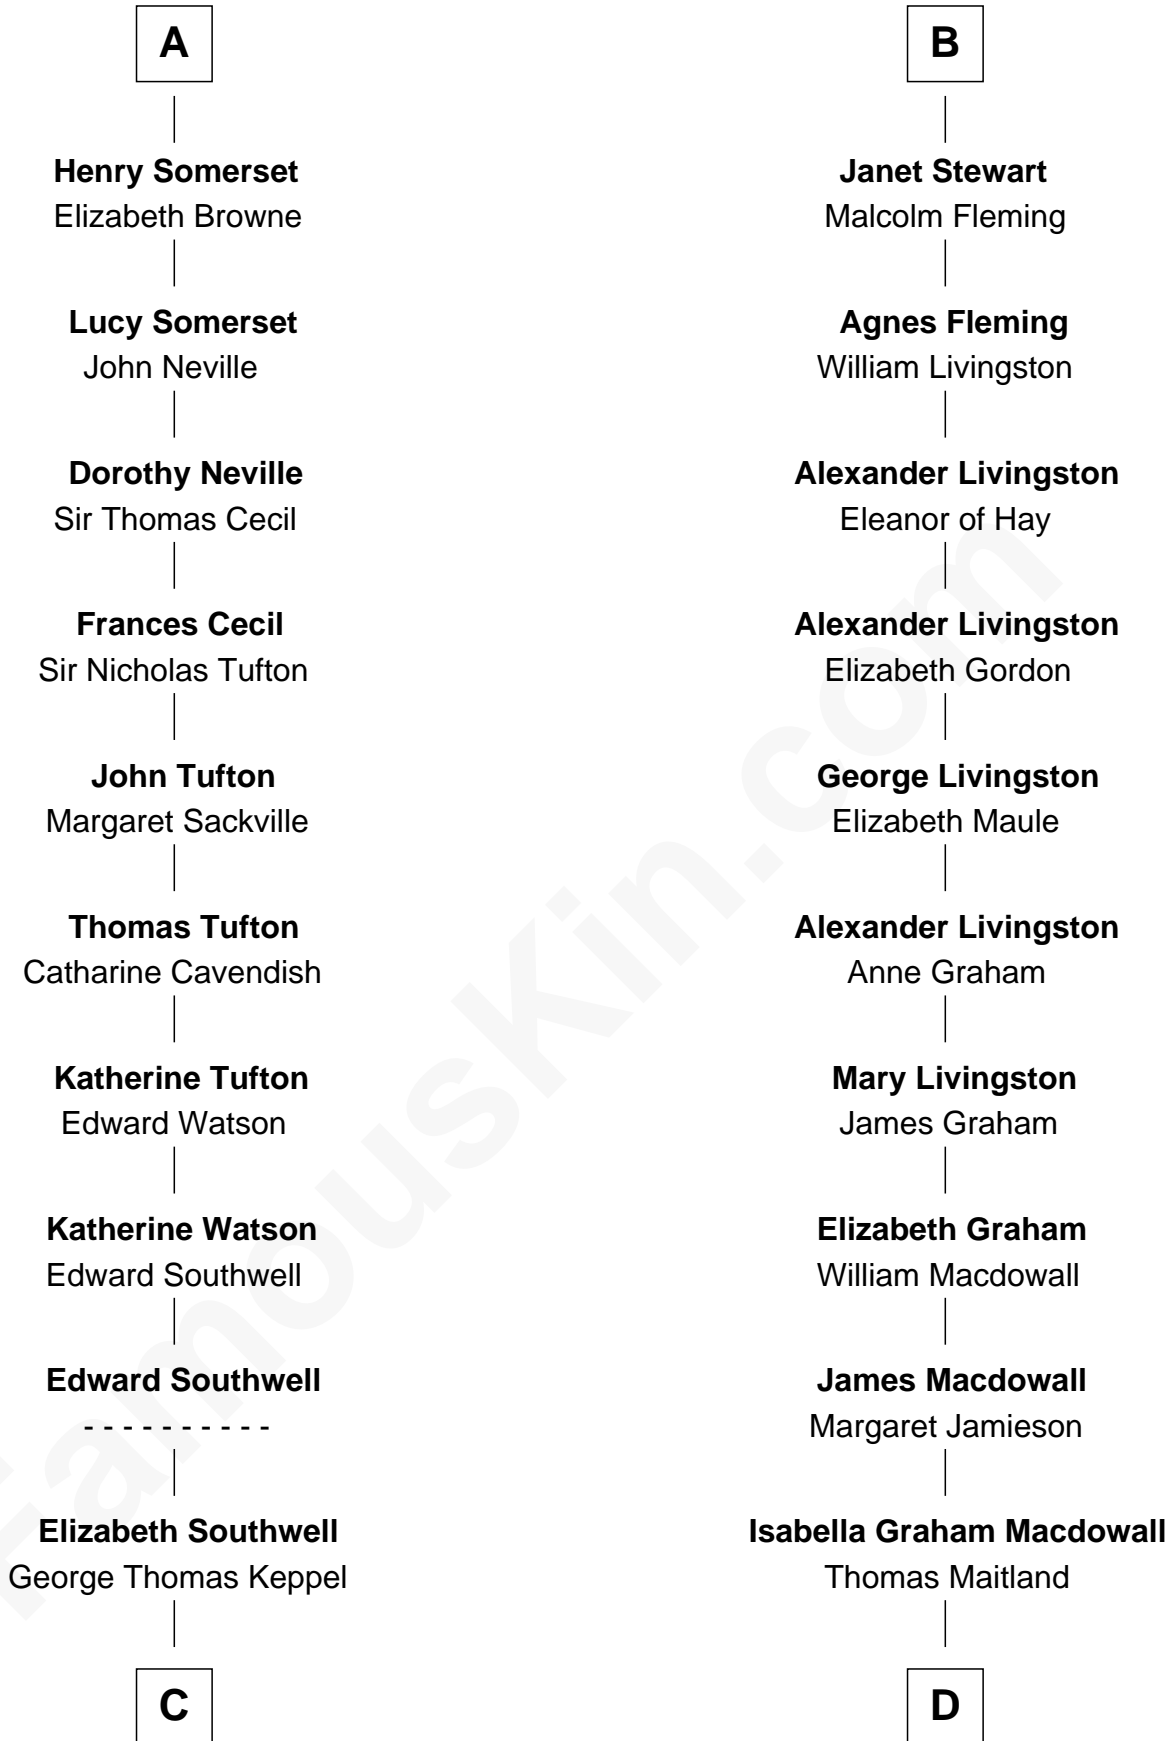 A
Henry Somerset
Elizabeth Browne
Lucy Somerset
John Neville
Dorothy Neville
Sir Thomas Cecil
Frances Cecil
Sir Nicholas Tufton
John Tufton
Margaret Sackville
Thomas Tufton
Catharine Cavendish
Katherine Tufton
Edward Watson
Katherine Watson
Edward Southwell
Edward Southwell
- - - - - - - - - -
Elizabeth Southwell
George Thomas Keppel
C
B
Janet Stewart
Malcolm Fleming
Agnes Fleming
William Livingston
Alexander Livingston
Eleanor of Hay
Alexander Livingston
Elizabeth Gordon
George Livingston
Elizabeth Maule
Alexander Livingston
Anne Graham
Mary Livingston
James Graham
Elizabeth Graham
William Macdowall
James Macdowall
Margaret Jamieson
Isabella Graham Macdowall
Thomas Maitland
D
FamousKin.com